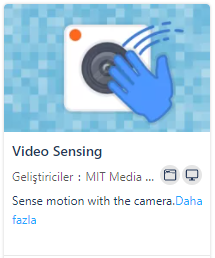 Video Sensing
Geliştiriciler : MIT Media ...
Sense motion with the camera.Daha
fazla